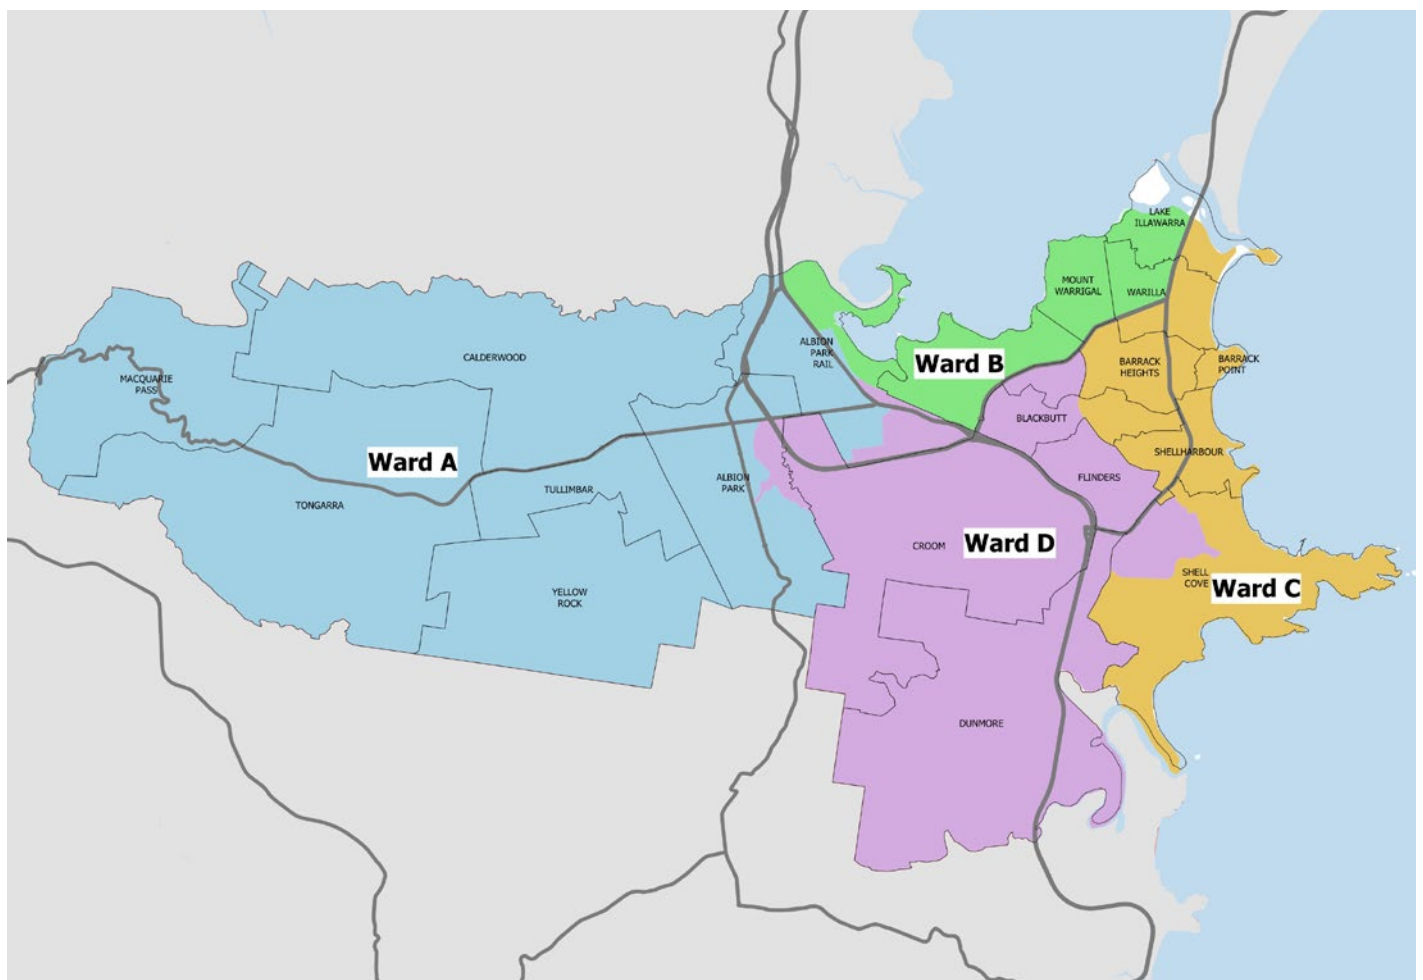 LAKE
ILLAWARRA
MOUNT
WARRIGAL
WARILLA
ALBION
PARK
RAIL
CALDERWOOD
Ward B
BARRACK
HEIGHTS
BARRACK
POINT
MACQUARIE
PASS
BLACKBUTT
Ward A
SHELLHARBOUR
ALBION
PARK
FLINDERS
TULLIMBAR
TONGARRA
CROOM
Ward D
SHELL
COVE
Ward C
YELLOW
ROCK
DUNMORE